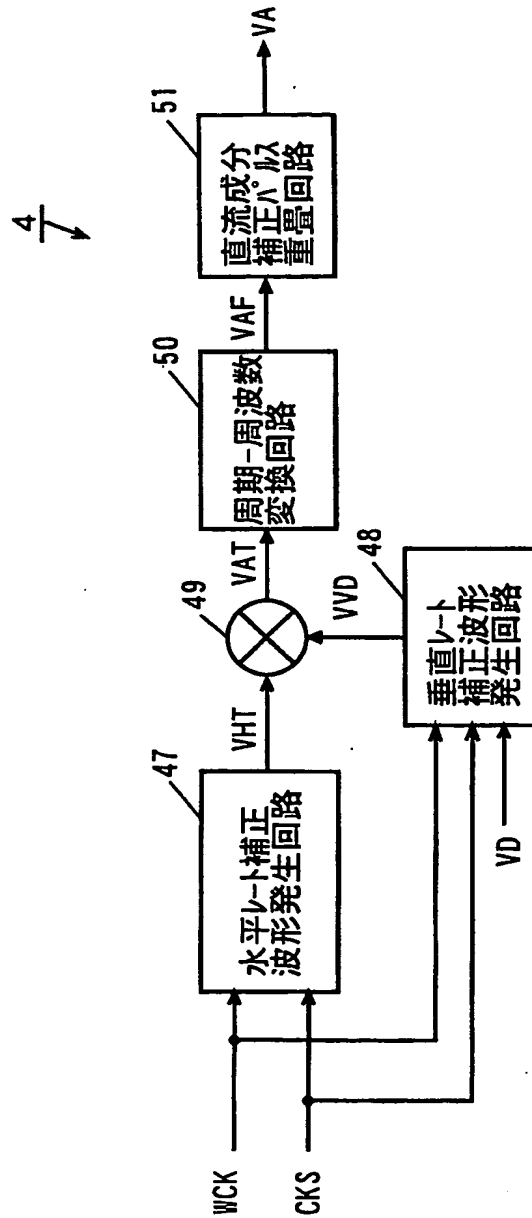 4
WCK
CKS
47
水平レート補正
波形発生回路
VHT
49
VAT
50
周期-周波数
変換回路
VAF
51
直流成分
補正パルス
重畳回路
VA
VVD
48
垂直レート
補正波形
発生回路
VD